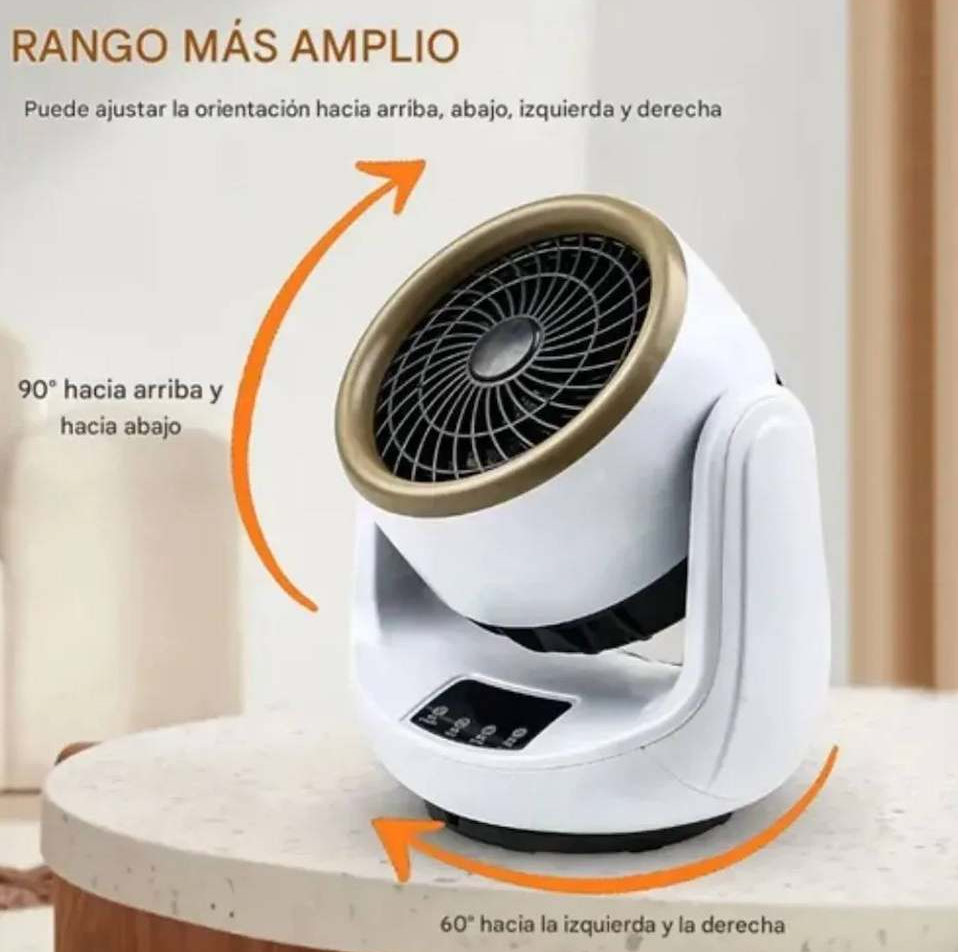 RANGO MÁS AMPLIO
Puede ajustar la orientación hacia arriba, abajo, izquierda y derecha
90° hacia arriba y
hacia abajo
60° hacia la izquierda y la derecha